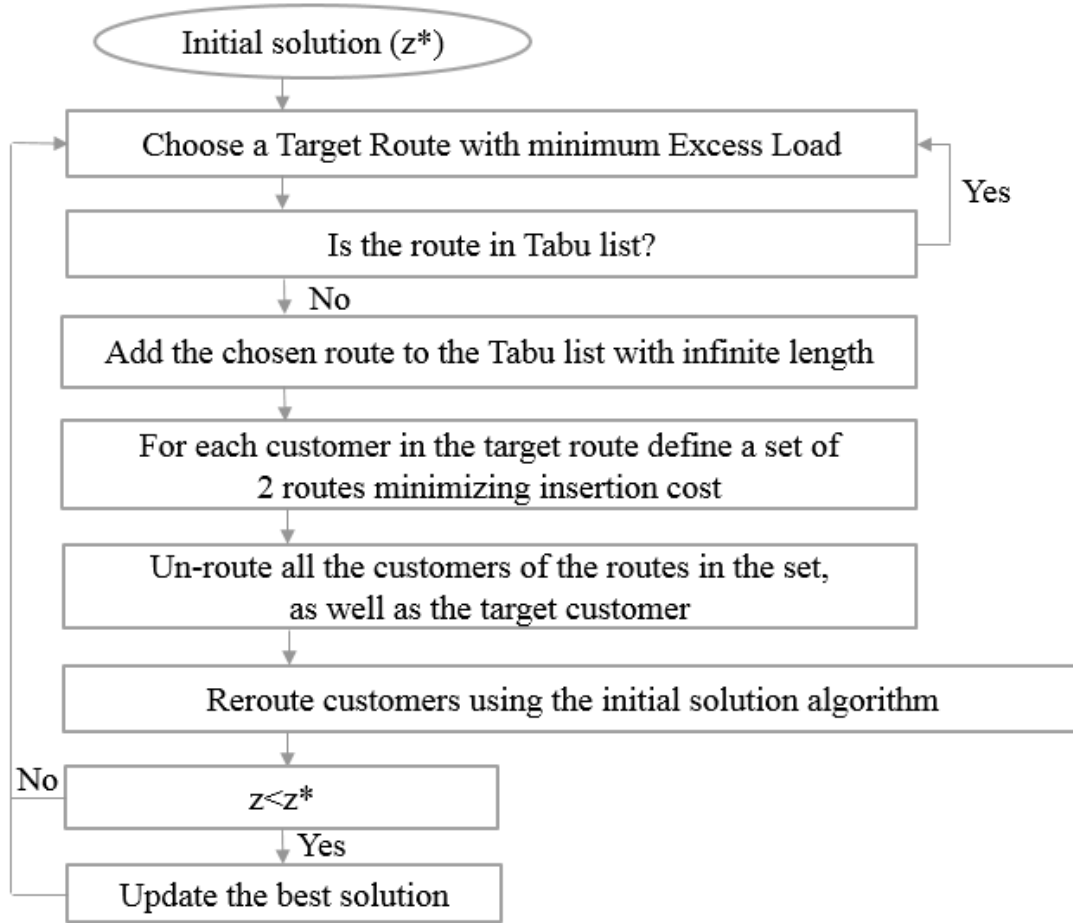 Initial solution (z*)
Choose a Target Route with minimum Excess Load
Yes
Is the route in Tabu list?
No
Add the chosen route to the Tabu list with infinite length
For each customer in the target route define a set of
2 routes minimizing insertion cost
Un-route all the customers of the routes in the set,
as well as the target customer
Reroute customers using the initial solution algorithm
No
z<z*
Yes
Update the best solution